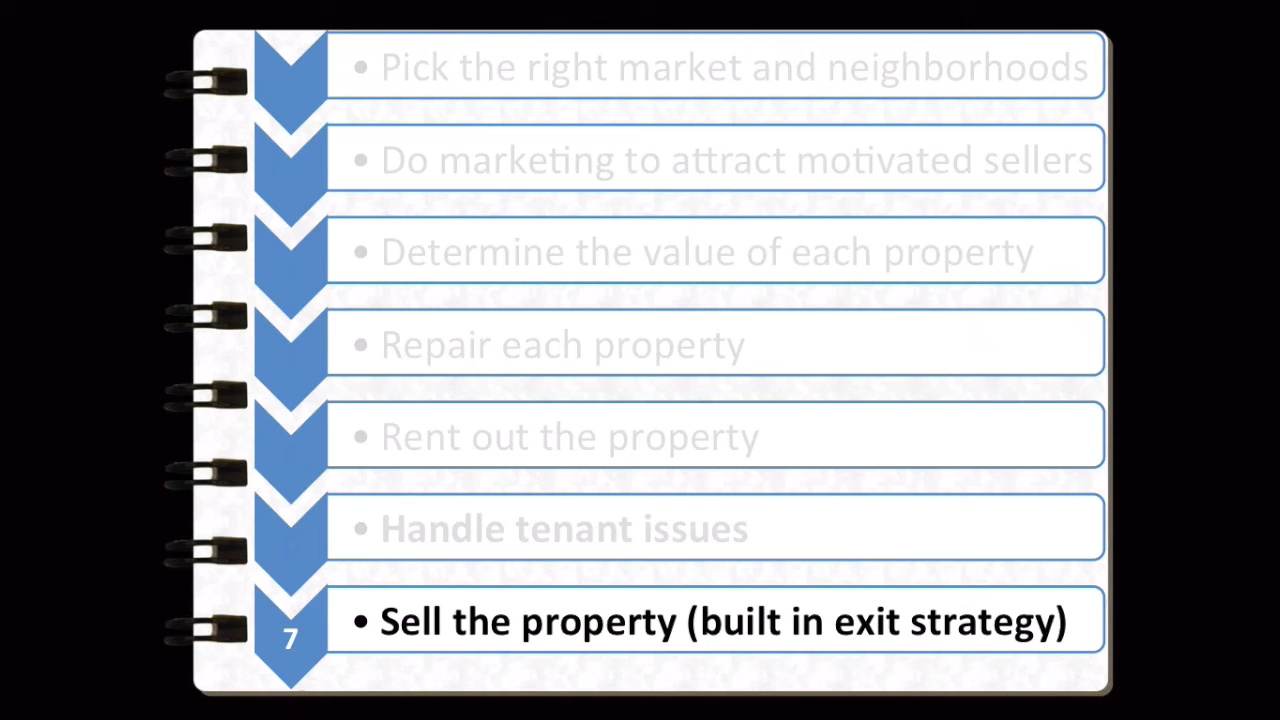 • Pick the right market and neighborhoods
• Do marketing to attract motivated sellers
• Determine the value of each property
• Repair each property
• Rent out the property
• Handle tenant issues
7 • Sell the property (built in exit strategy)